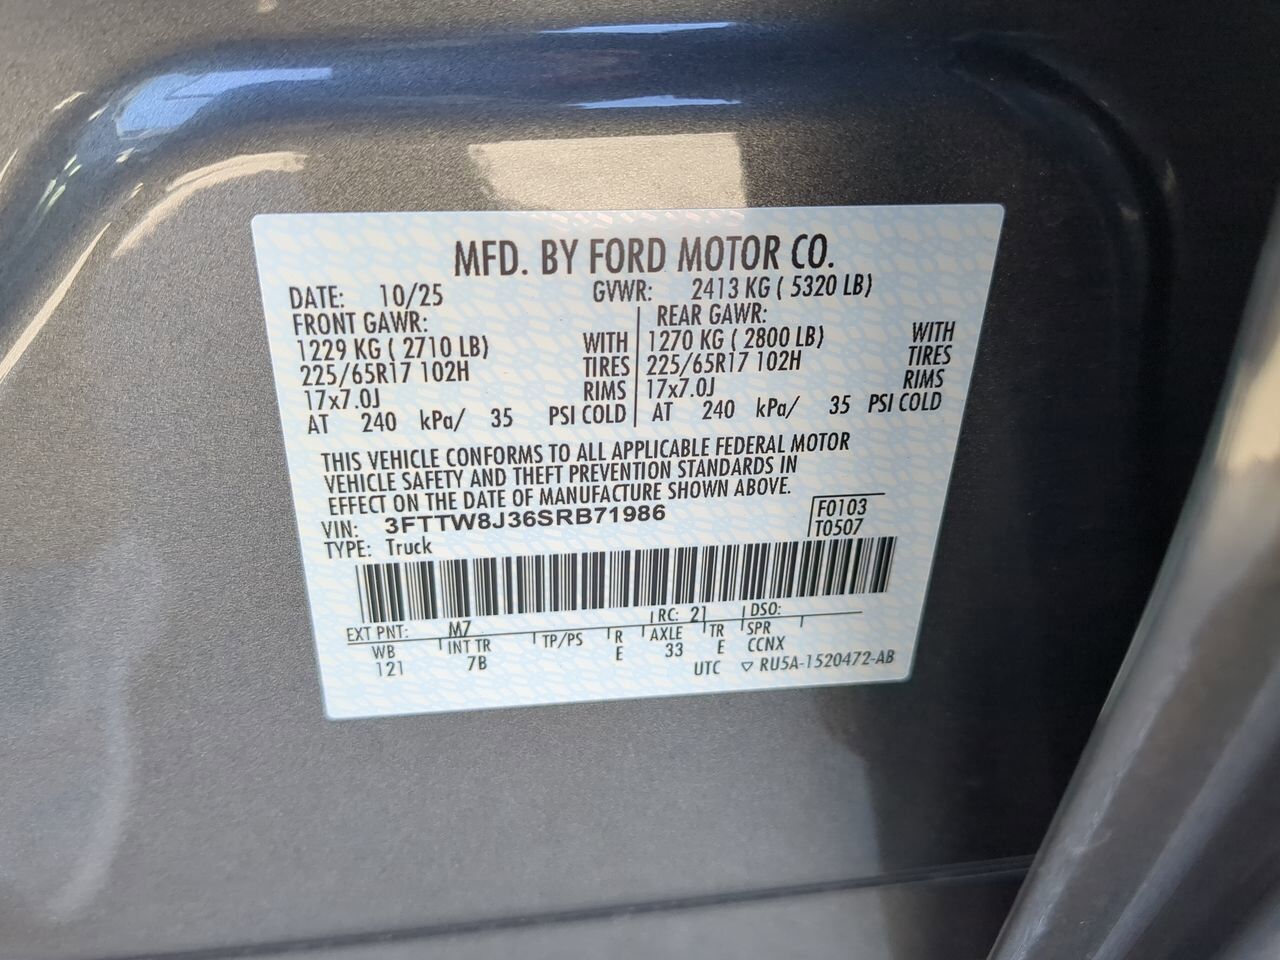 MFD. BY FORD MOTOR CO.
DATE: 10/25 GVWR: 2413 KG ( 5320 LB)
FRONT GAWR: REAR GAWR:
1229 KG ( 2710 LB) WITH 1270 KG ( 2800 LB) WITH
225/65R17 102H TIRES 225/65R17 102H TIRES
17x7.0J RIMS 17x7.0J RIMS
AT 240 kPa/ 35 PSI COLD AT 240 kPa/ 35 PSI COLD
THIS VEHICLE CONFORMS TO ALL APPLICABLE FEDERAL MOTOR
VEHICLE SAFETY AND THEFT PREVENTION STANDARDS IN
EFFECT ON THE DATE OF MANUFACTURE SHOWN ABOVE.
VIN: 3FTTW8J36SRB71986 F0103
TYPE: Truck T0507
EXT PNT: M7 RC: 21 DSO:
WB INT TR TP/PS R AXLE TR SPR
121 7B E 33 E CCNX
UTC ▽ RU5A-1520472-AB